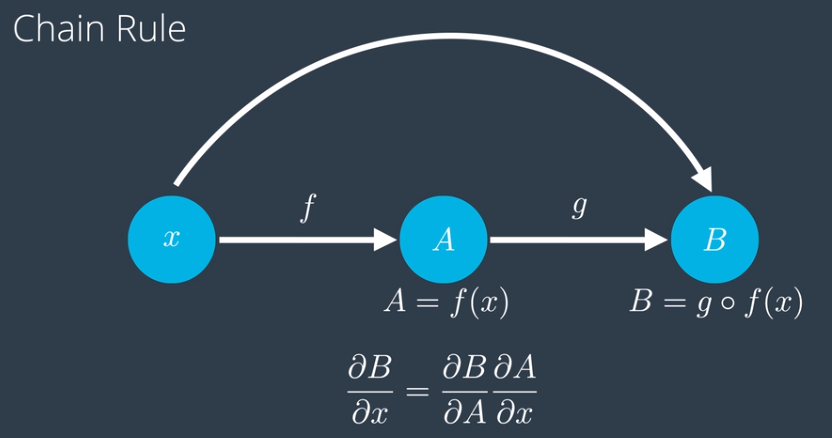 Chain Rule
f g
x A B
A = f(x) B = g ∘ f(x)
∂B/∂x = ∂B/∂A ∂A/∂x